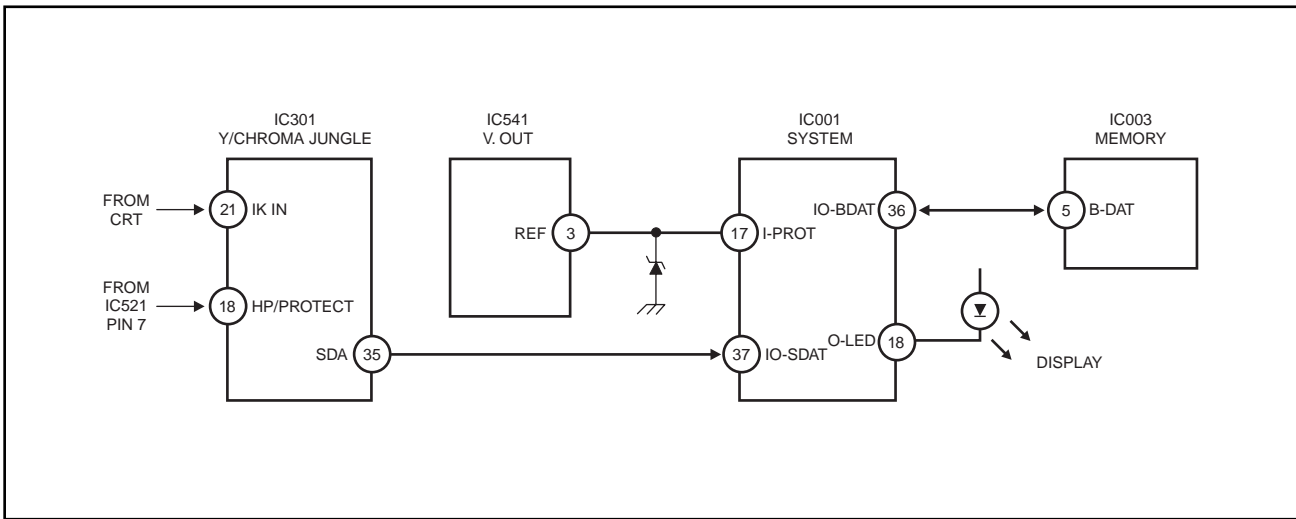 IC301
Y/CHROMA JUNGLE
IC541
V. OUT
IC001
SYSTEM
IC003
MEMORY
FROM
CRT
21 IK IN
FROM
IC521
PIN 7
18 HP/PROTECT
SDA 35
REF 3
17 I-PROT
IO-BDAT 36
5 B-DAT
37 IO-SDAT
O-LED 18
DISPLAY